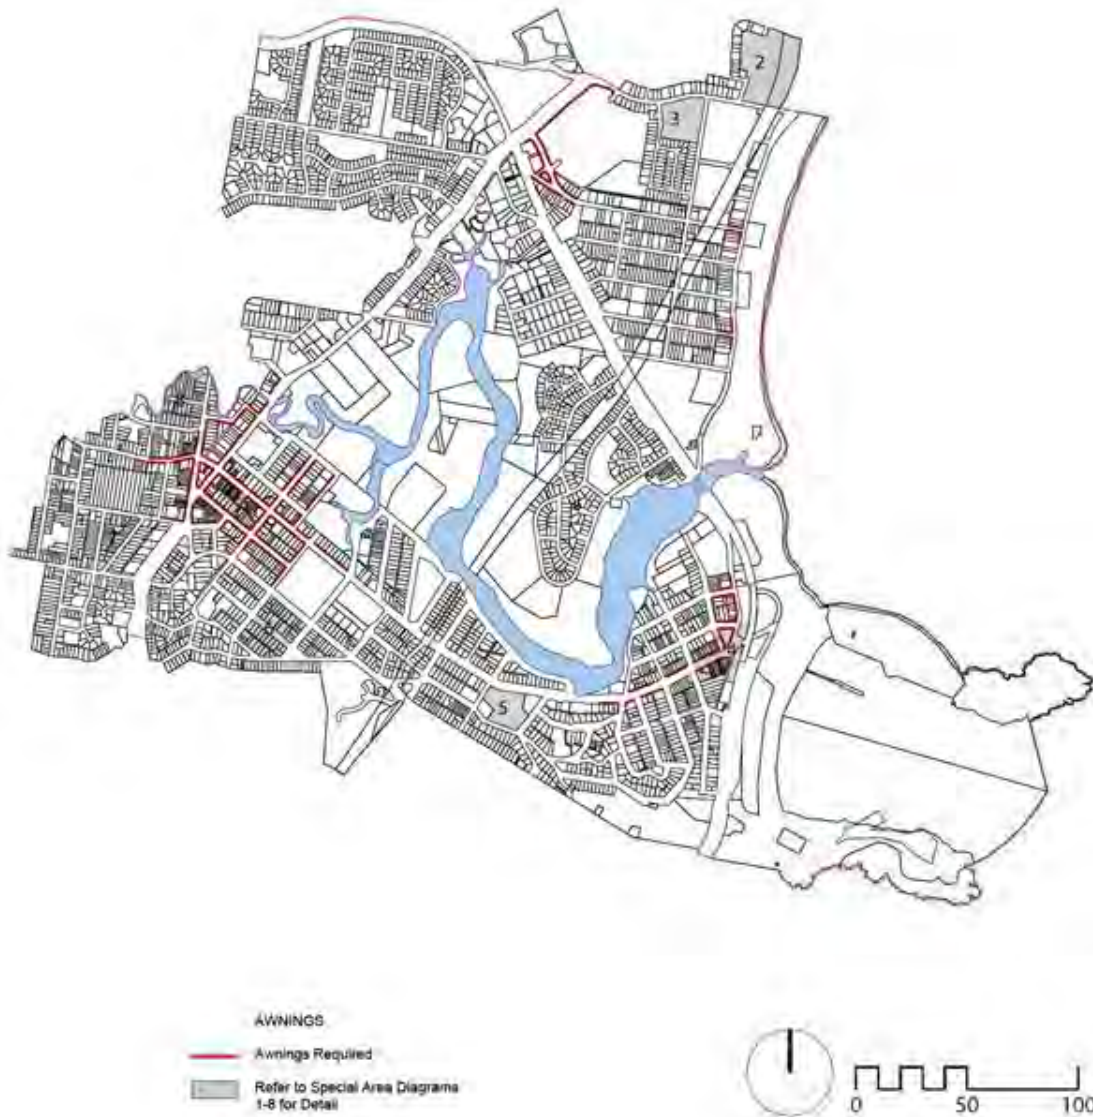 2
3
5
AWNINGS
Awnings Required
Refer to Special Area Diagrams
1-8 for Detail
0 50 100